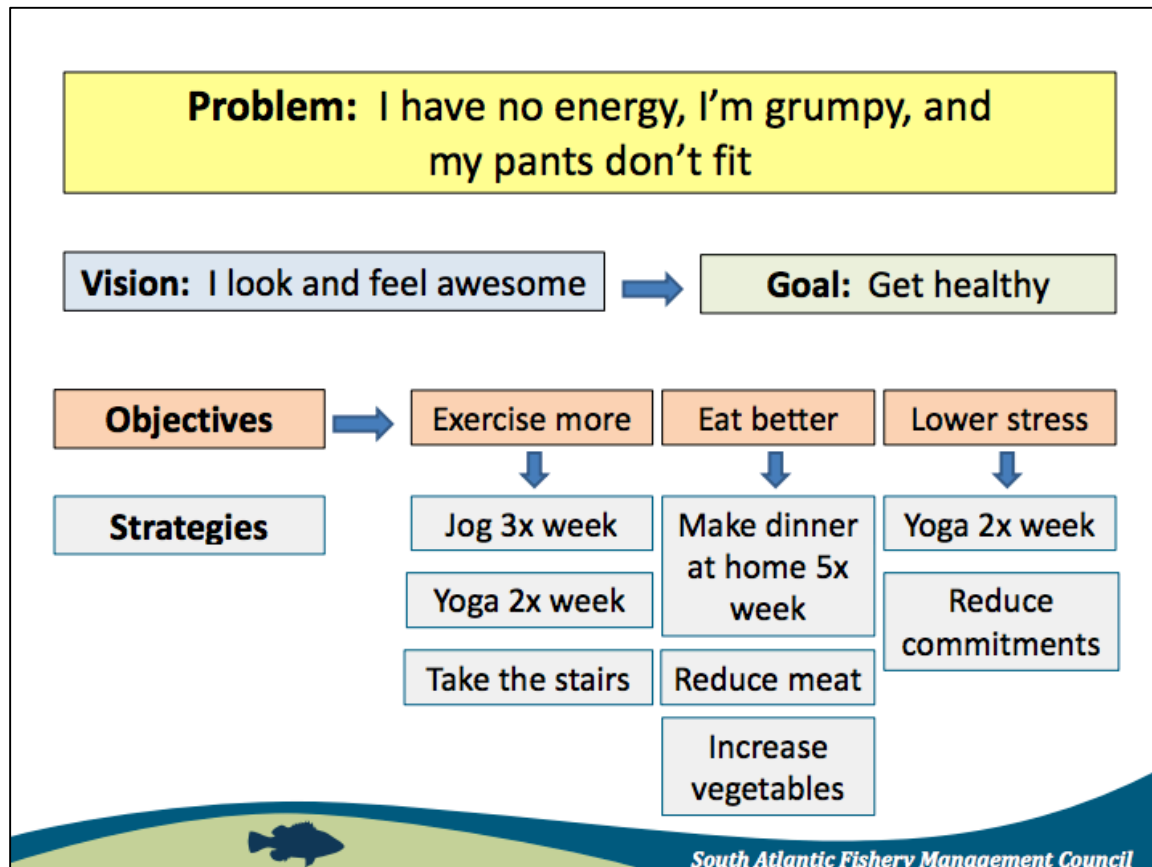 Problem: I have no energy, I'm grumpy, and
my pants don't fit
Vision: I look and feel awesome
Goal: Get healthy
Objectives
Exercise more
Eat better
Lower stress
Strategies
Jog 3x week
Yoga 2x week
Take the stairs
Make dinner
at home 5x
week
Reduce meat
Increase
vegetables
Yoga 2x week
Reduce
commitments
South Atlantic Fishery Management Council